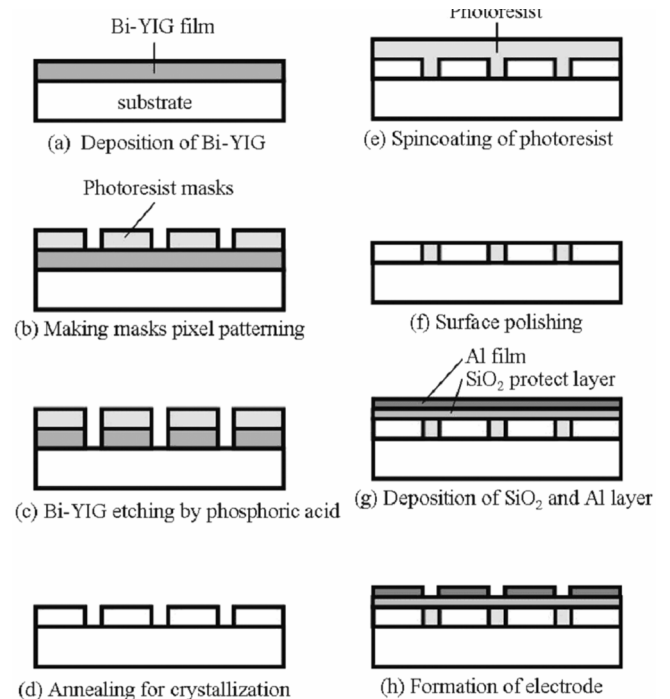 Bi-YIG film
substrate
(a) Deposition of Bi-YIG
Photoresist masks
(b) Making masks pixel patterning
(c) Bi-YIG etching by phosphoric acid
(d) Annealing for crystallization
Photoresist
(e) Spincoating of photoresist
(f) Surface polishing
Al film
SiO₂ protect layer
(g) Deposition of SiO₂ and Al layer
(h) Formation of electrode